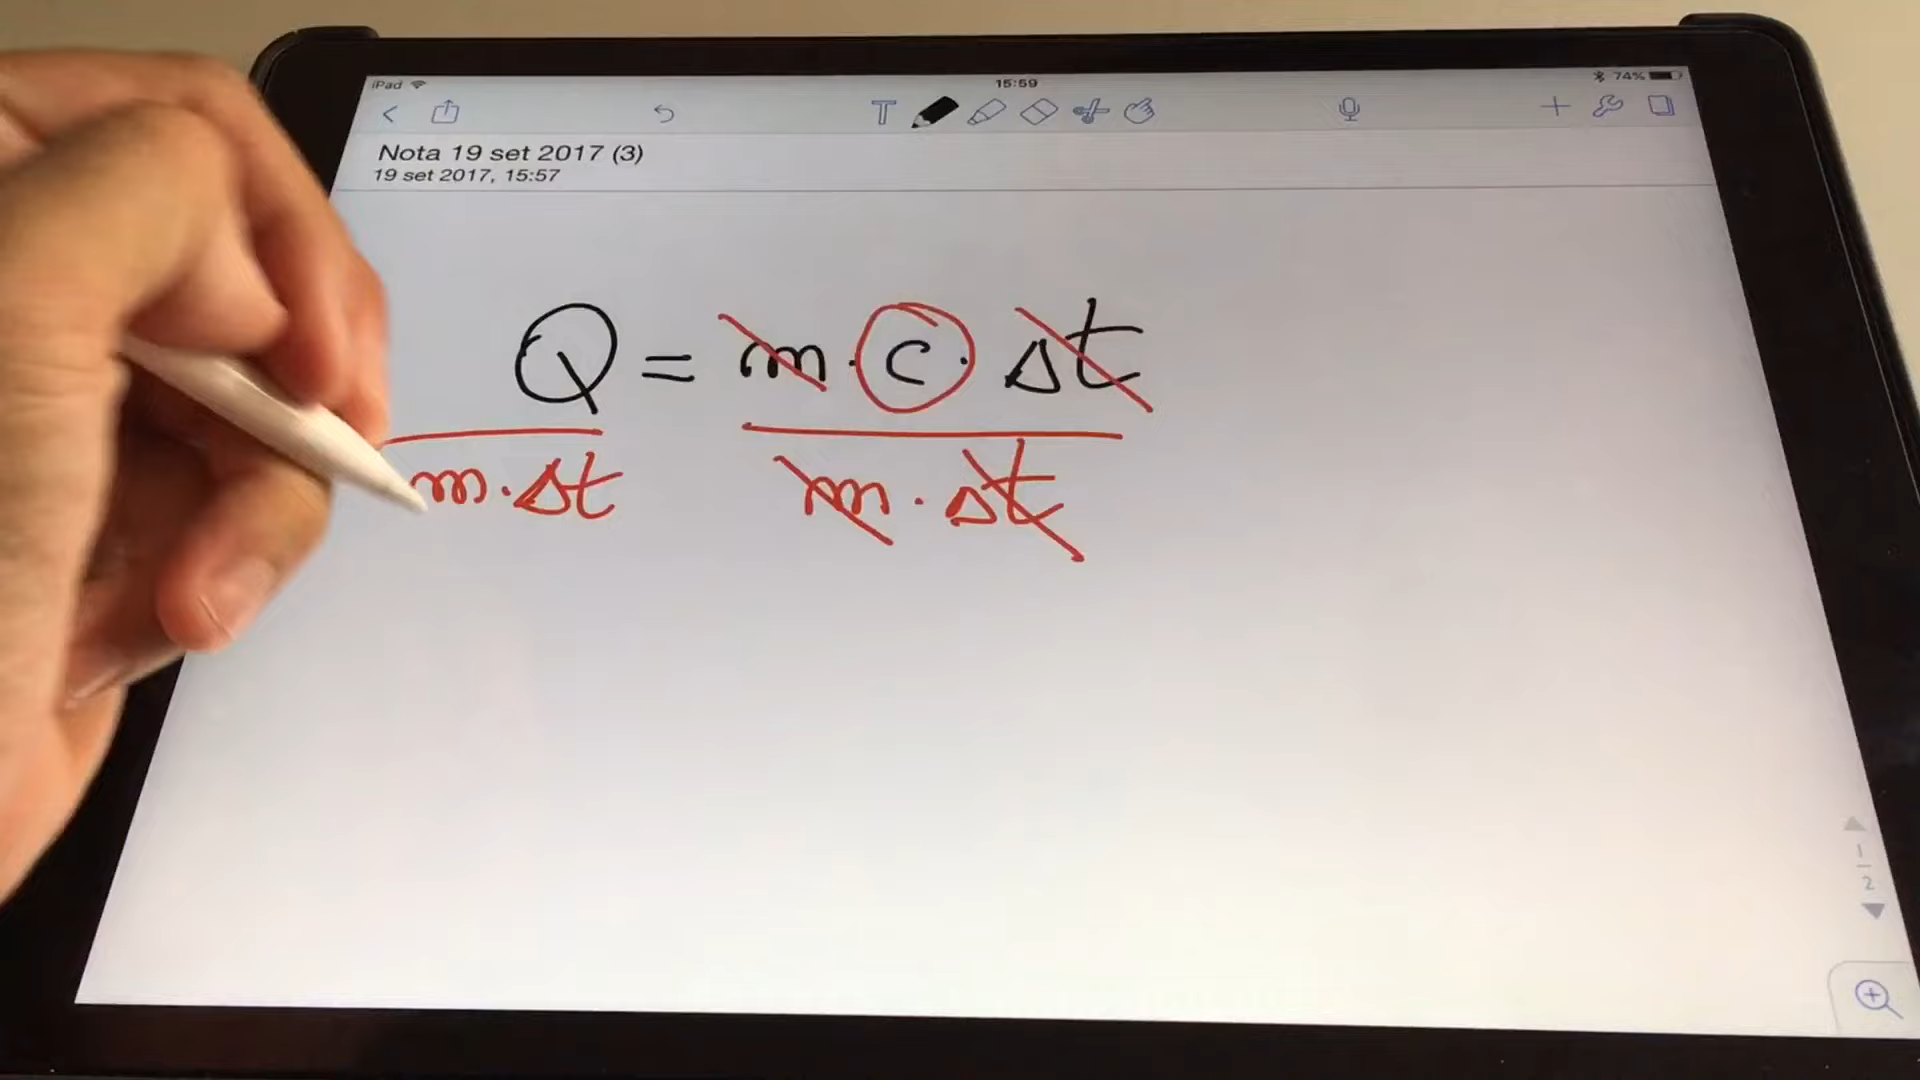 iPad 15:59 74%
T
Nota 19 set 2017 (3)
19 set 2017, 15:57
Q = m · c · Δt
m · Δt m · Δt
1
2